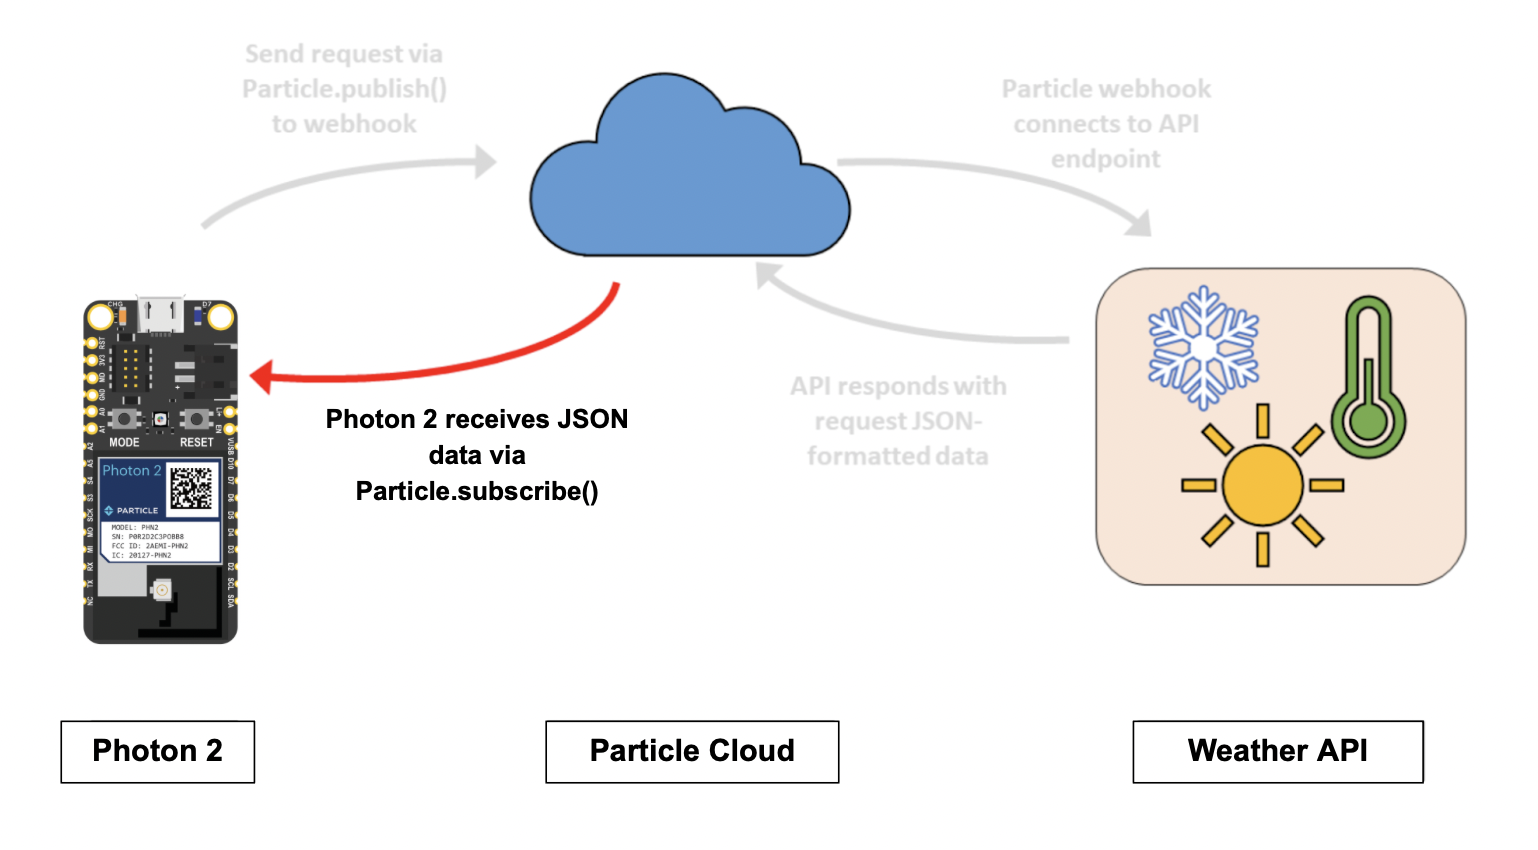 Send request via
Particle.publish()
to webhook
Particle webhook
connects to API
endpoint
API responds with
request JSON-
formatted data
Photon 2 receives JSON
data via
Particle.subscribe()
CHG
D7
RST
3V3
MD
GND
A0
A1
A2
A5
S4
S3
SCK
MO
MI
RX
TX
NC
L+
EN
VUSB
D10
D7
D6
D5
D4
D3
D2
SCL
SDA
+
MODE
RESET
Photon 2
PARTICLE
MODEL: PHN2
SN: P0R2D2C3POBB8
FCC ID: 2AEMI-PHN2
IC: 20127-PHN2
Photon 2
Particle Cloud
Weather API